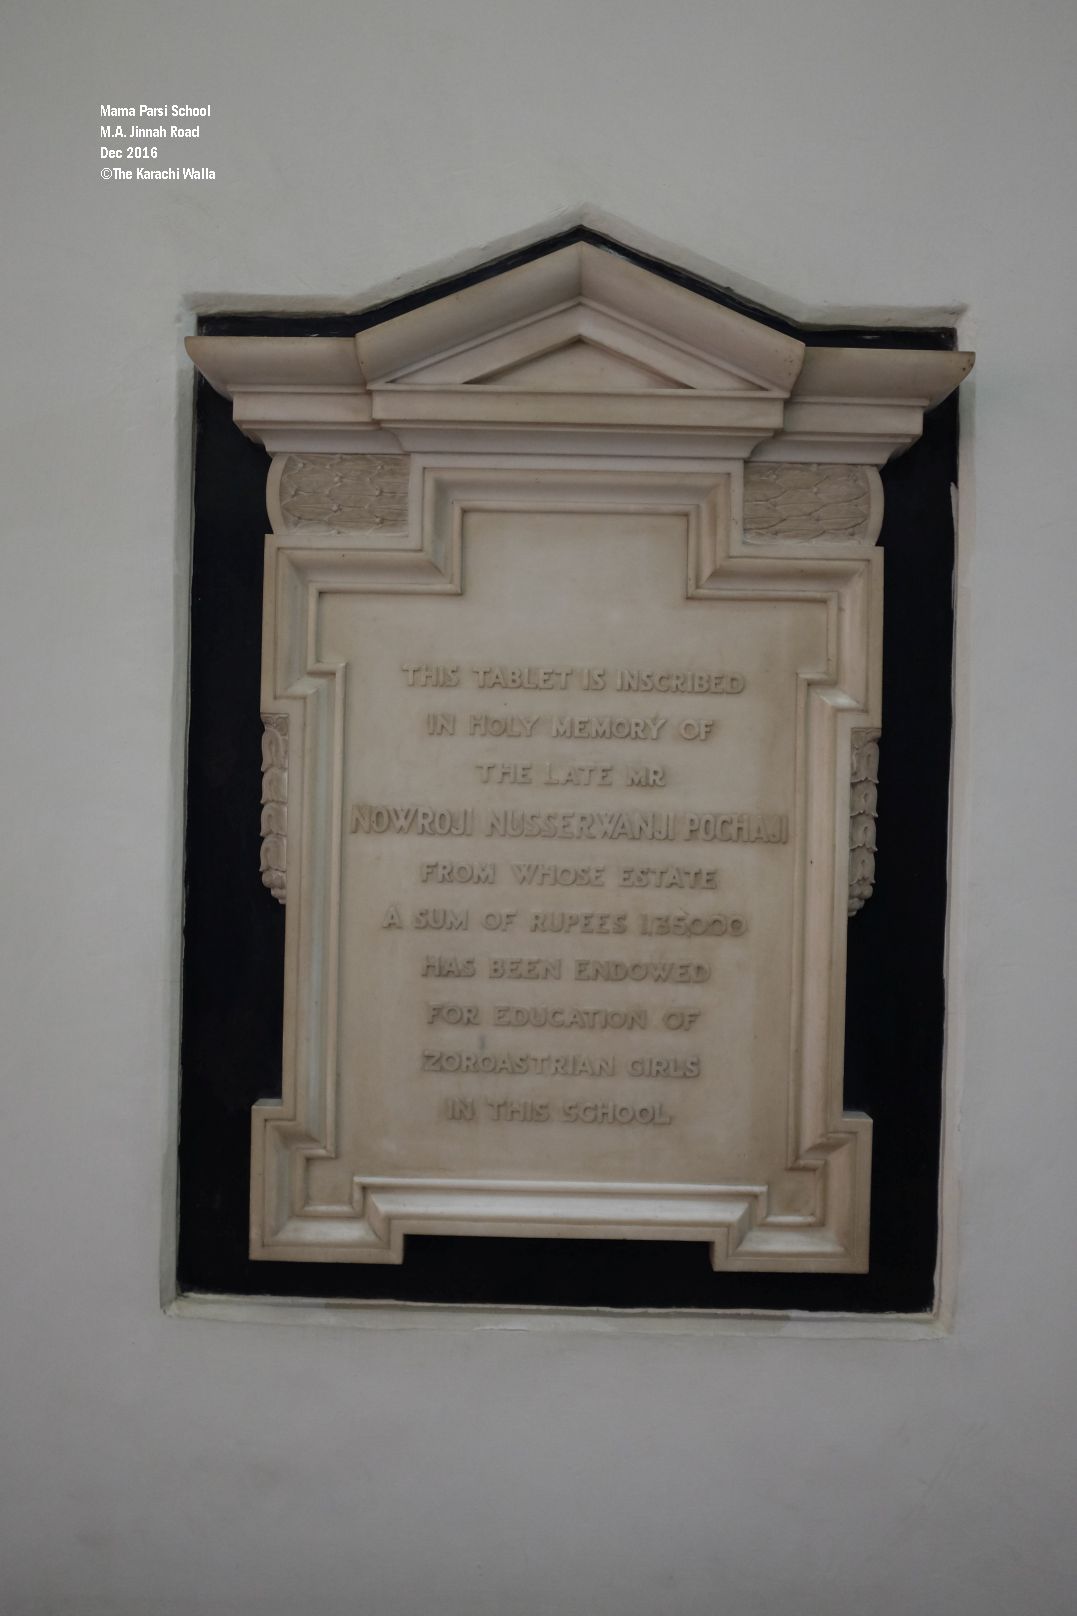 Mama Parsi School
M.A. Jinnah Road
Dec 2016
©The Karachi Walla
THIS TABLET IS INSCRIBED
IN HOLY MEMORY OF
THE LATE MR
NOWROJI NUSSERWANJI POCHAJI
FROM WHOSE ESTATE
A SUM OF RUPEES 1,35,000
HAS BEEN ENDOWED
FOR EDUCATION OF
ZOROASTRIAN GIRLS
IN THIS SCHOOL.